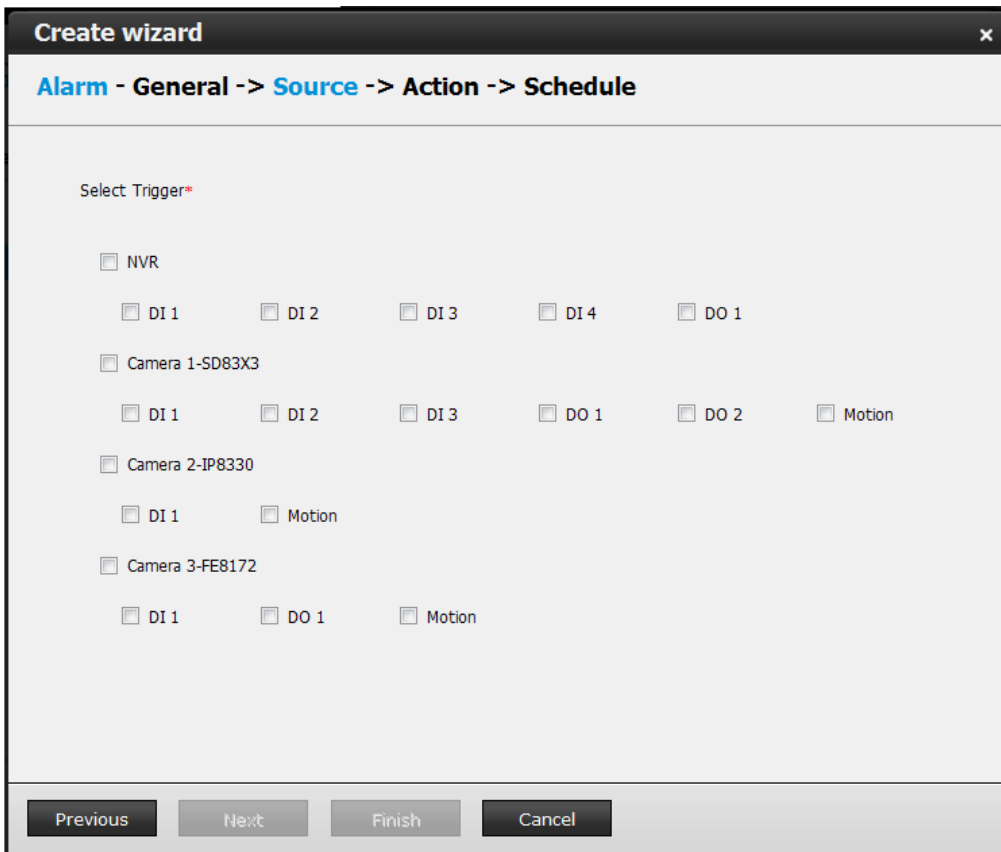 Create wizard ×
Alarm - General -> Source -> Action -> Schedule
Select Trigger*
NVR
DI 1 DI 2 DI 3 DI 4 DO 1
Camera 1-SD83X3
DI 1 DI 2 DI 3 DO 1 DO 2 Motion
Camera 2-IP8330
DI 1 Motion
Camera 3-FE8172
DI 1 DO 1 Motion
Previous Next Finish Cancel